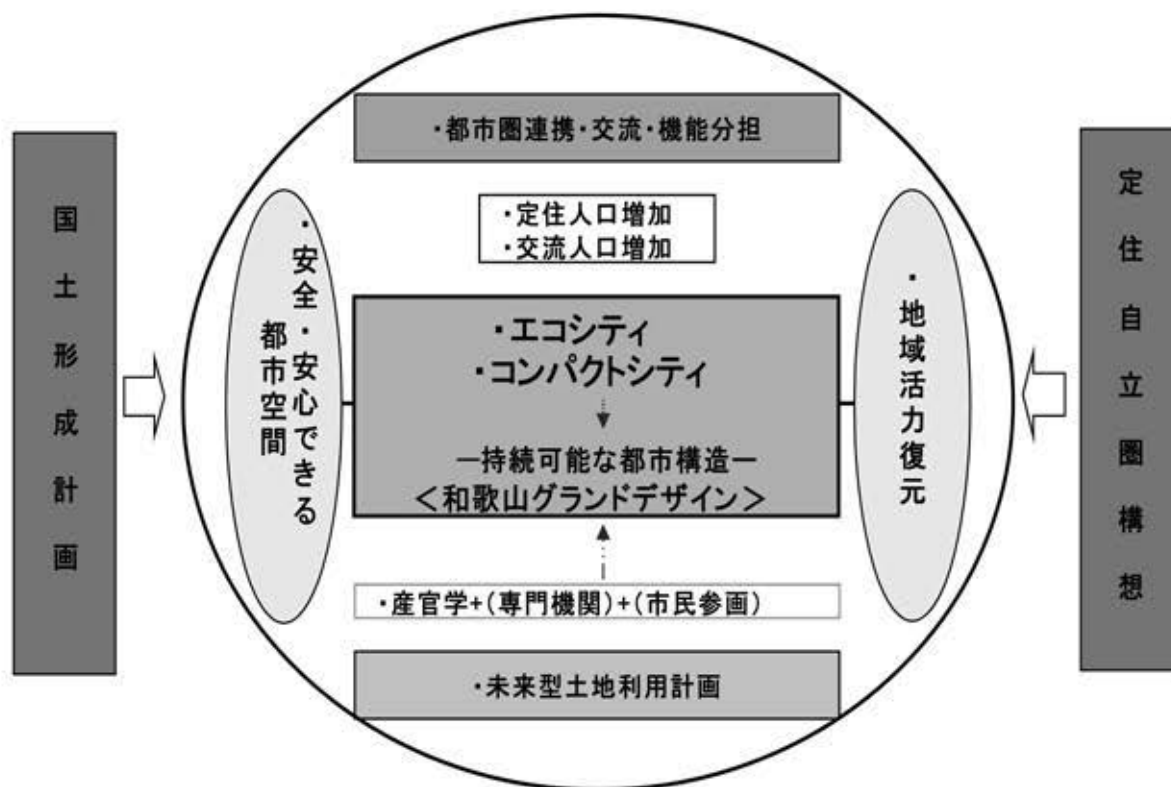 ・都市圏連携・交流・機能分担
国土形成計画
定住自立圏構想
・定住人口増加
・交流人口増加
・安全・安心できる
都市空間
・エコシティ
・コンパクトシティ
―持続可能な都市構造―
＜和歌山グランドデザイン＞
・地域活力復元
・産官学+(専門機関)+(市民参画)
・未来型土地利用計画